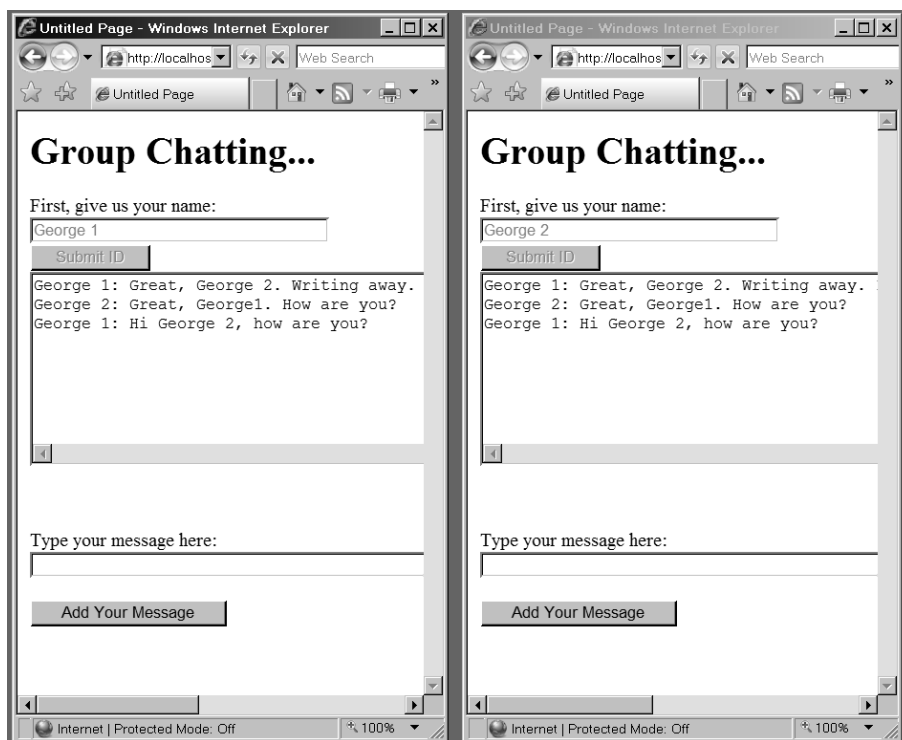 Untitled Page - Windows Internet Explorer
http://localhos
Web Search
Untitled Page
Group Chatting...
First, give us your name:
George 1
Submit ID
George 1: Great, George 2. Writing away.
George 2: Great, George1. How are you?
George 1: Hi George 2, how are you?
Type your message here:
Add Your Message
Internet | Protected Mode: Off
100%
Untitled Page - Windows Internet Explorer
http://localhos
Web Search
Untitled Page
Group Chatting...
First, give us your name:
George 2
Submit ID
George 1: Great, George 2. Writing away.
George 2: Great, George1. How are you?
George 1: Hi George 2, how are you?
Type your message here:
Add Your Message
Internet | Protected Mode: Off
100%